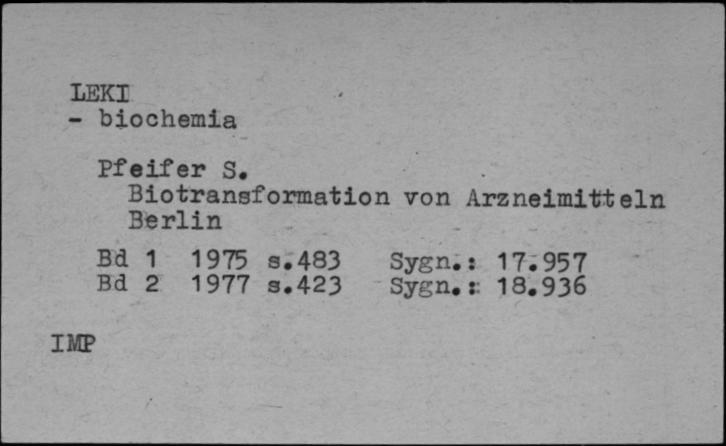 LEKI
- biochemia
Pfeifer S.
Biotransformation von Arzneimitteln
Berlin
Bd 1 1975 s.483 Sygn.: 17.957
Bd 2 1977 s.423 Sygn.: 18.936
IMP